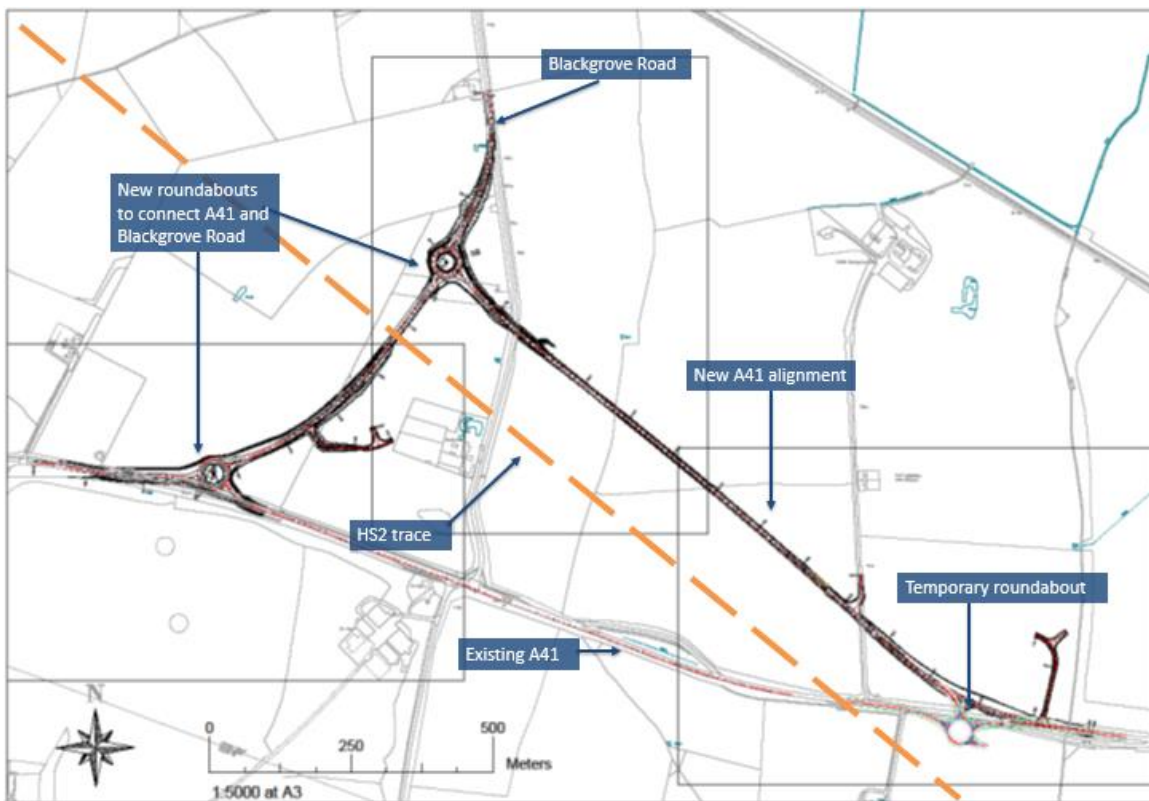 Blackgrove Road
New roundabouts
to connect A41 and
Blackgrove Road
New A41 alignment
HS2 trace
Temporary roundabout
Existing A41
N
0
500
250
Meters
1:5000 at A3